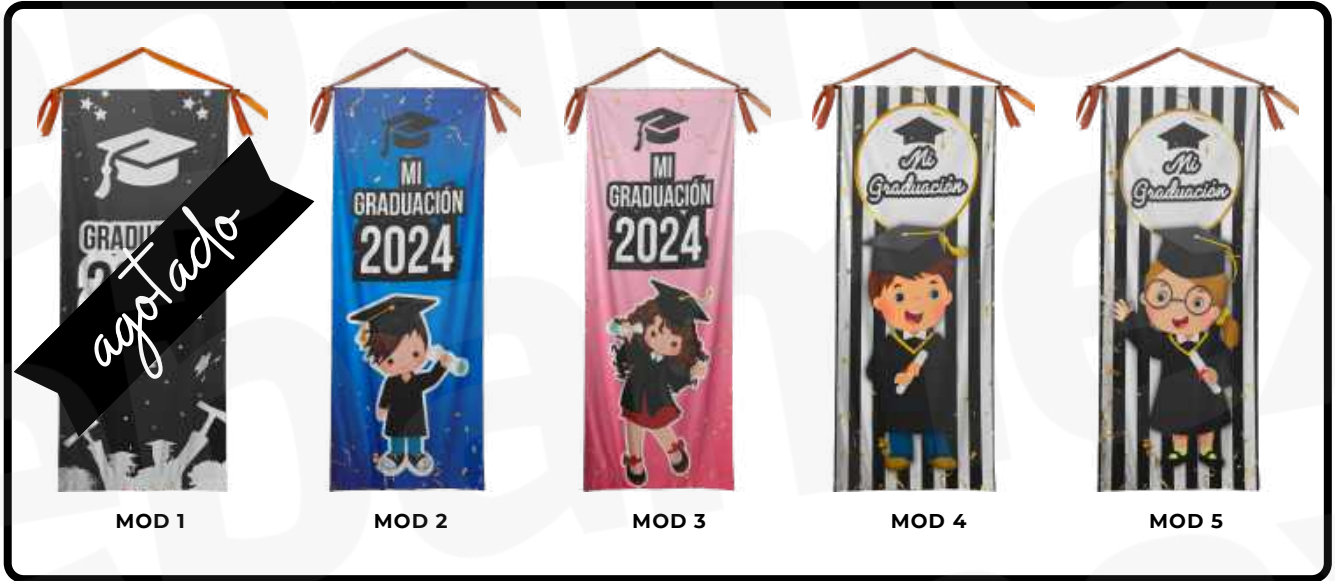 agotado
MI
GRADUACIÓN
2024
MI
GRADUACIÓN
2024
Mi
Graduación
Mi
Graduación
MOD 1
MOD 2
MOD 3
MOD 4
MOD 5